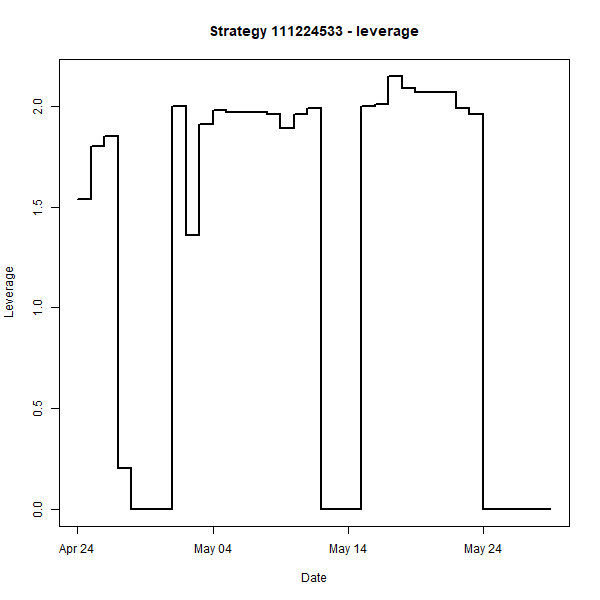 Strategy 111224533 - leverage
Leverage
2.0
1.5
1.0
0.5
0.0
Apr 24
May 04
May 14
May 24
Date